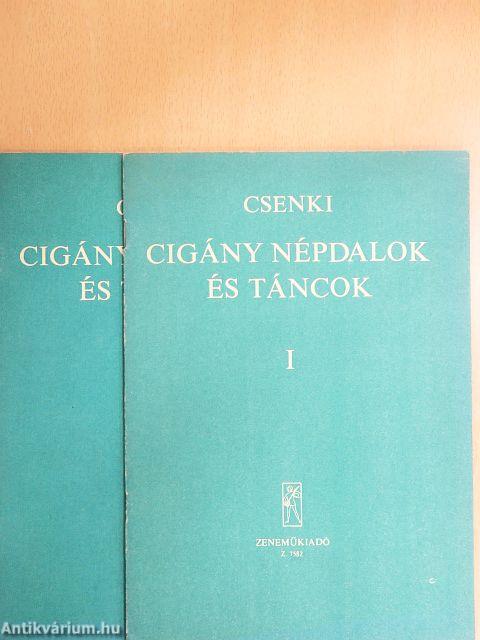 C
CIGÁNY
ÉS T
CSENKI
CIGÁNY NÉPDALOK
ÉS TÁNCOK
I
ZENEMŰKIADÓ
Z. 7582
Antikvárium.hu